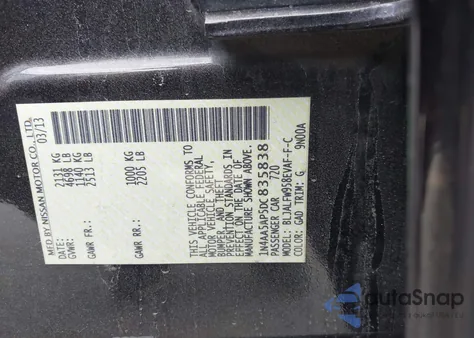 MFD BY NISSAN MOTOR CO., LTD.
03/13
GVWR: 2131 KG
4698 LB
1140 KG
2513 LB
GAWR FR:
1000 KG
2205 LB
GAWR RR:
THIS VEHICLE CONFORMS TO
ALL APPLICABLE FEDERAL
MOTOR VEHICLE SAFETY,
BUMPER, AND THEFT
PREVENTION STANDARDS IN
EFFECT ON THE DATE OF
MANUFACTURE SHOWN ABOVE.
1N4AA5AP5DC835838
PASSENGER CAR 720
MODEL: BLJALFW958EVAF-F-C
COLOR: GAD TRIM: G 9N00A
autoSnap